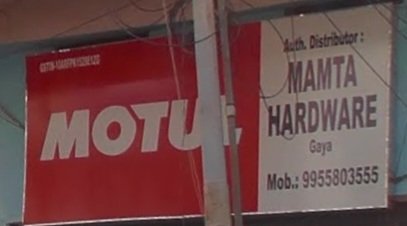 MOTUL
Auth. Distributor :
MAMTA
HARDWARE
Gaya
Mob.: 9955803555